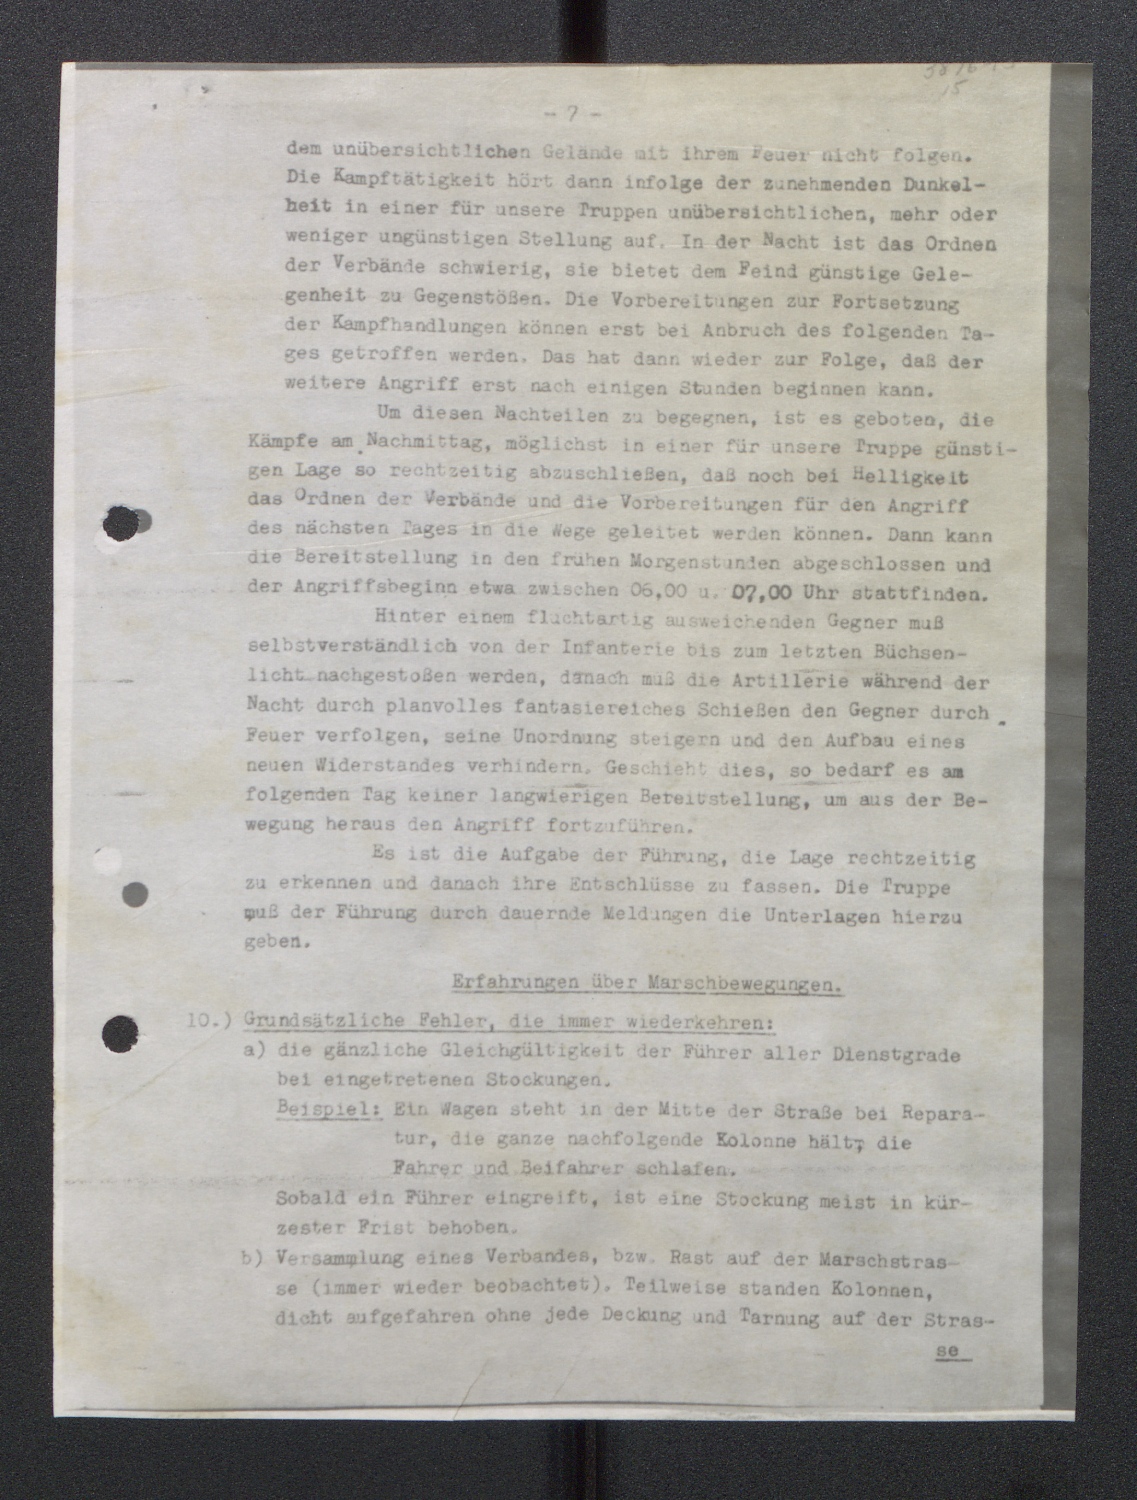 15
- 7 -
dem unübersichtlichen Gelände mit ihrem Feuer nicht folgen.
Die Kampftätigkeit hört dann infolge der zunehmenden Dunkel-
heit in einer für unsere Truppen unübersichtlichen, mehr oder
weniger ungünstigen Stellung auf. In der Nacht ist das Ordnen
der Verbände schwierig, sie bietet dem Feind günstige Gele-
genheit zu Gegenstößen. Die Vorbereitungen zur Fortsetzung
der Kampfhandlungen können erst bei Anbruch des folgenden Ta-
ges getroffen werden. Das hat dann wieder zur Folge, daß der
weitere Angriff erst nach einigen Stunden beginnen kann.
Um diesen Nachteilen zu begegnen, ist es geboten, die
Kämpfe am Nachmittag, möglichst in einer für unsere Truppe günsti-
gen Lage so rechtzeitig abzuschließen, daß noch bei Helligkeit
das Ordnen der Verbände und die Vorbereitungen für den Angriff
des nächsten Tages in die Wege geleitet werden können. Dann kann
die Bereitstellung in den frühen Morgenstunden abgeschlossen und
der Angriffsbeginn etwa zwischen 06,00 u. 07,00 Uhr stattfinden.
Hinter einem fluchtartig ausweichenden Gegner muß
selbstverständlich von der Infanterie bis zum letzten Büchsen-
licht nachgestoßen werden, danach muß die Artillerie während der
Nacht durch planvolles fantasiereiches Schießen den Gegner durch
Feuer verfolgen, seine Unordnung steigern und den Aufbau eines
neuen Widerstandes verhindern. Geschieht dies, so bedarf es am
folgenden Tag keiner langwierigen Bereitstellung, um aus der Be-
wegung heraus den Angriff fortzuführen.
Es ist die Aufgabe der Führung, die Lage rechtzeitig
zu erkennen und danach ihre Entschlüsse zu fassen. Die Truppe
muß der Führung durch dauernde Meldungen die Unterlagen hierzu
geben.
Erfahrungen über Marschbewegungen.
10.) Grundsätzliche Fehler, die immer wiederkehren:
a) die gänzliche Gleichgültigkeit der Führer aller Dienstgrade
bei eingetretenen Stockungen.
Beispiel: Ein Wagen steht in der Mitte der Straße bei Repara-
tur, die ganze nachfolgende Kolonne hält, die
Fahrer und Beifahrer schlafen.
Sobald ein Führer eingreift, ist eine Stockung meist in kür-
zester Frist behoben.
b) Versammlung eines Verbandes, bzw. Rast auf der Marschstras-
se (immer wieder beobachtet). Teilweise standen Kolonnen,
dicht aufgefahren ohne jede Deckung und Tarnung auf der Stras-
se